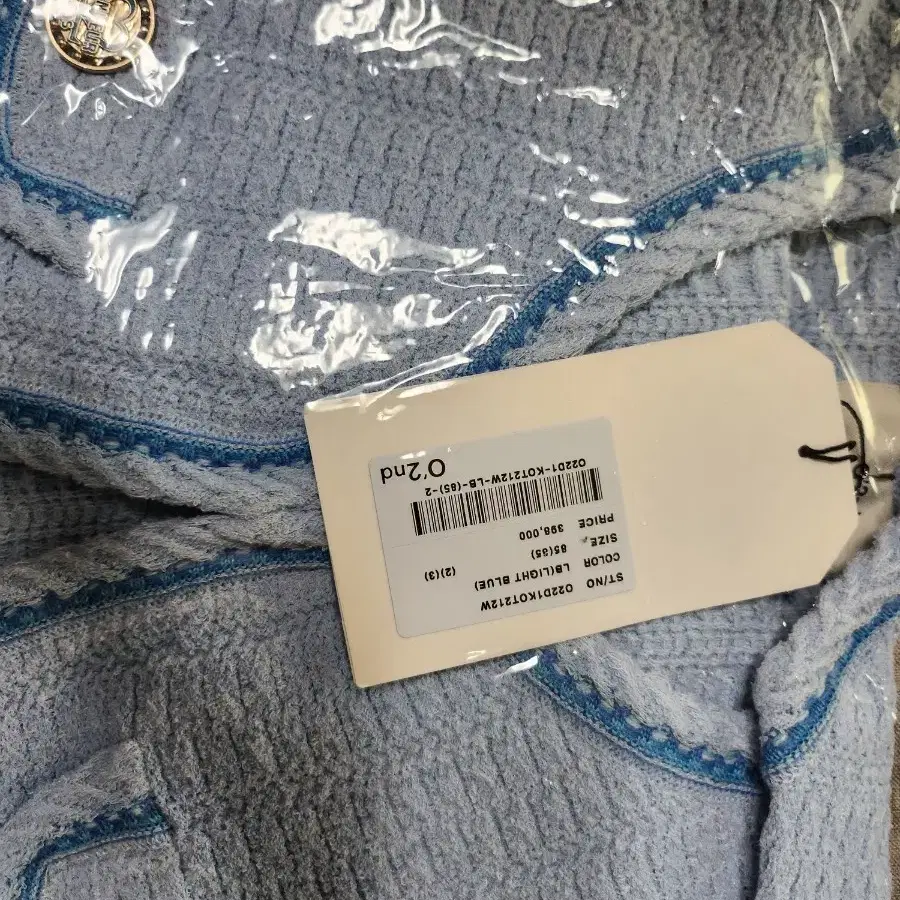 O'2nd
O22D1-KOT212W-LB-(85)-2
PRICE 398,000
SIZE 85(85) (2)(3)
COLOR LB(LIGHT BLUE)
ST/NO O22D1KOT212W